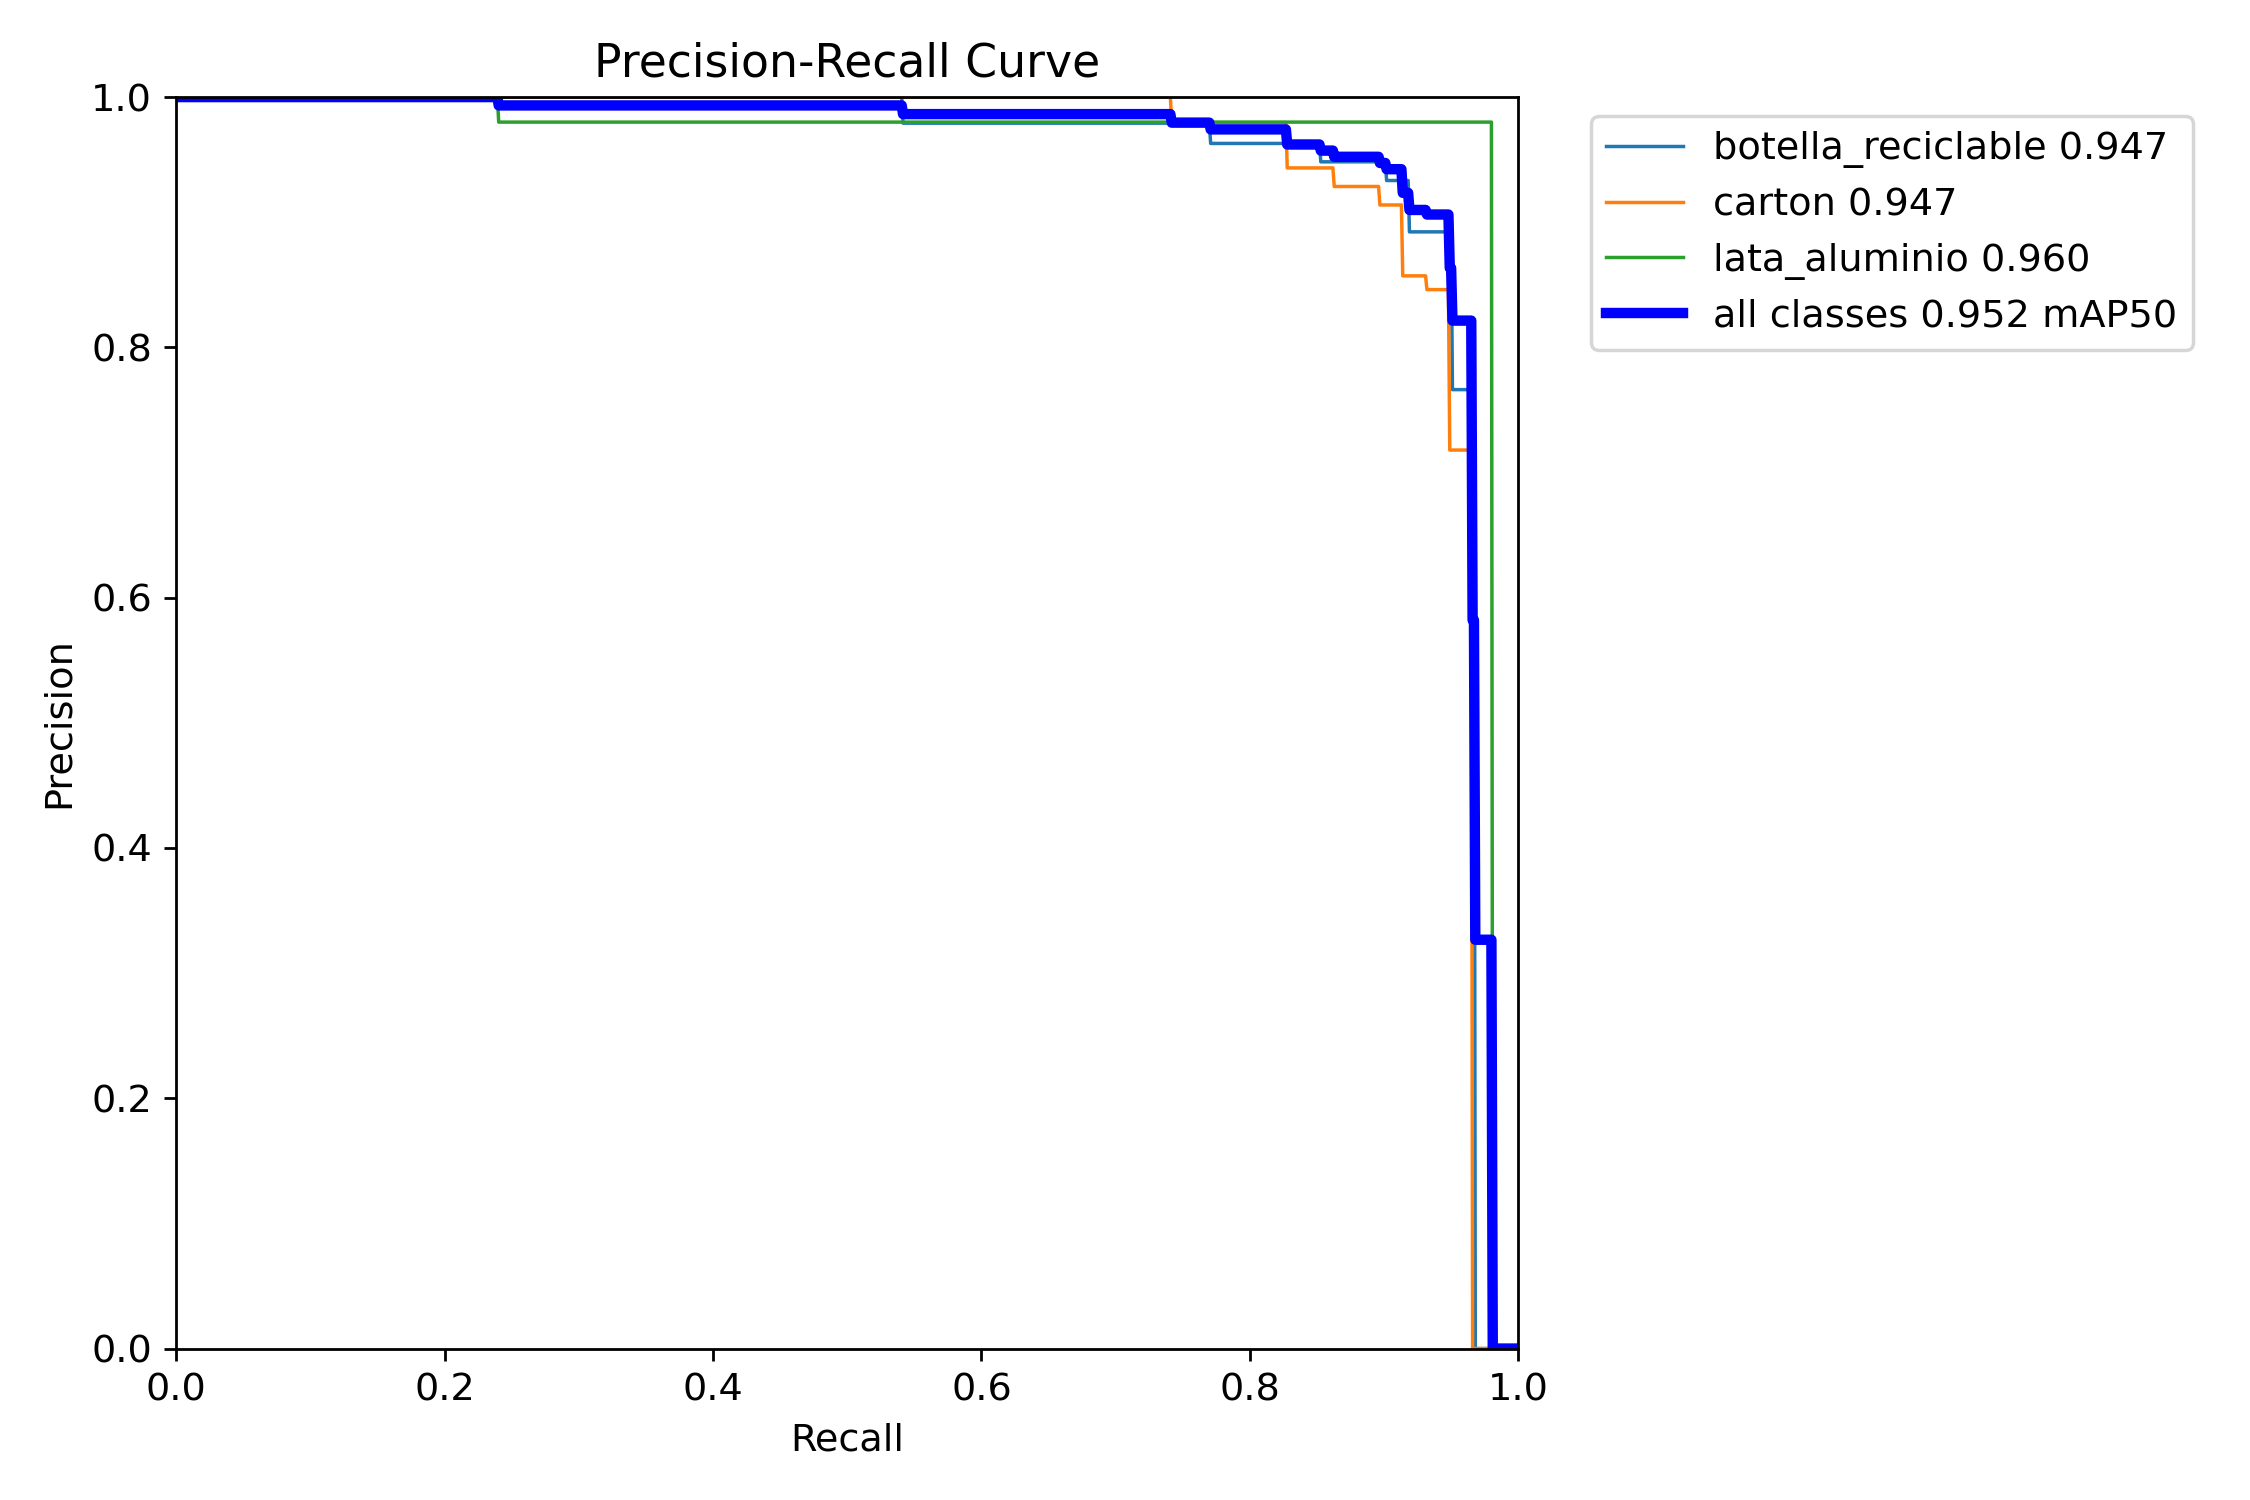 Precision-Recall Curve
1.0
0.8
0.6
0.4
0.2
0.0
Precision
0.0 0.2 0.4 0.6 0.8 1.0
Recall
botella_reciclable 0.947
carton 0.947
lata_aluminio 0.960
all classes 0.952 mAP50